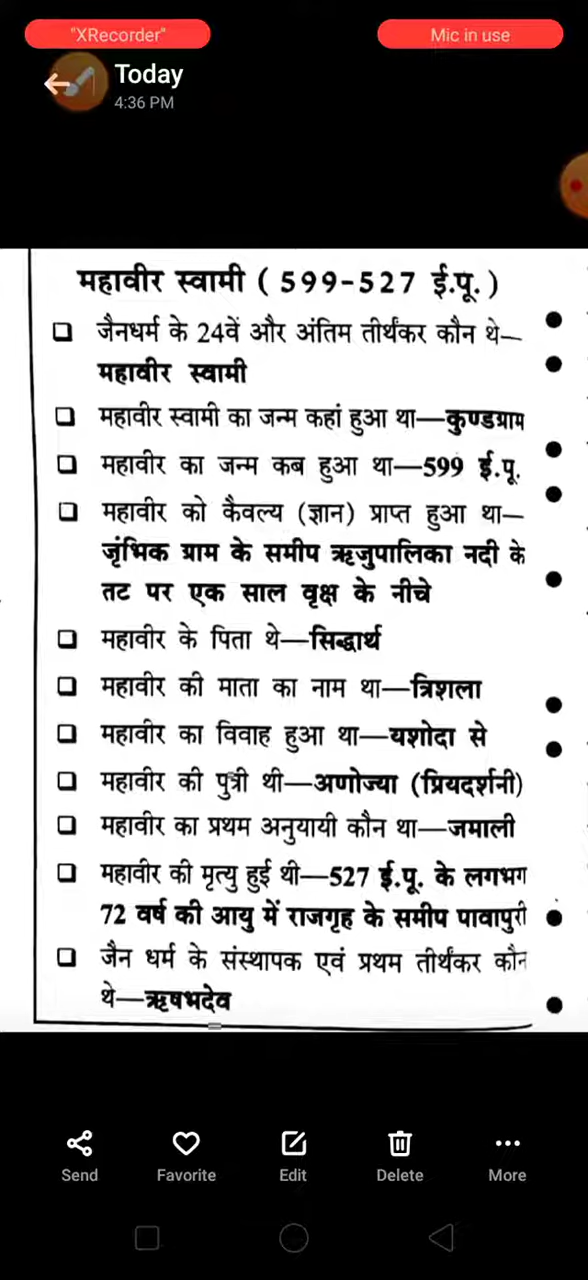 "XRecorder"
Mic in use
Today
4:36 PM
महावीर स्वामी ( 599-527 ई.पू. )
❑ जैनधर्म के 24वें और अंतिम तीर्थंकर कौन थे—
महावीर स्वामी
❑ महावीर स्वामी का जन्म कहां हुआ था—कुण्डग्राम
❑ महावीर का जन्म कब हुआ था—599 ई.पू.
❑ महावीर को कैवल्य (ज्ञान) प्राप्त हुआ था—
जृंभिक ग्राम के समीप ऋजुपालिका नदी के
तट पर एक साल वृक्ष के नीचे
❑ महावीर के पिता थे—सिद्धार्थ
❑ महावीर की माता का नाम था—त्रिशला
❑ महावीर का विवाह हुआ था—यशोदा से
❑ महावीर की पुत्री थी—अणोज्या (प्रियदर्शनी)
❑ महावीर का प्रथम अनुयायी कौन था—जमाली
❑ महावीर की मृत्यु हुई थी—527 ई.पू. के लगभग
72 वर्ष की आयु में राजगृह के समीप पावापुरी
❑ जैन धर्म के संस्थापक एवं प्रथम तीर्थंकर कौन
थे—ऋषभदेव
Send
Favorite
Edit
Delete
More